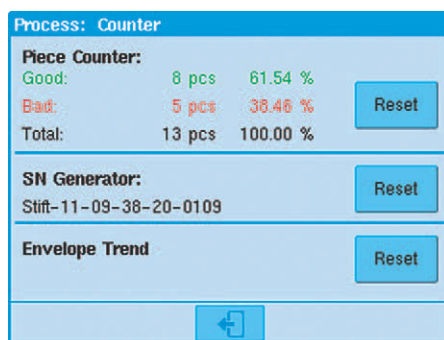 Process: Counter
Piece Counter:
Good: 8 pcs 61.54 %
Bad: 5 pcs 38.46 %
Total: 13 pcs 100.00 %
Reset
SN Generator:
Stift-11-09-38-20-0109
Reset
Envelope Trend
Reset